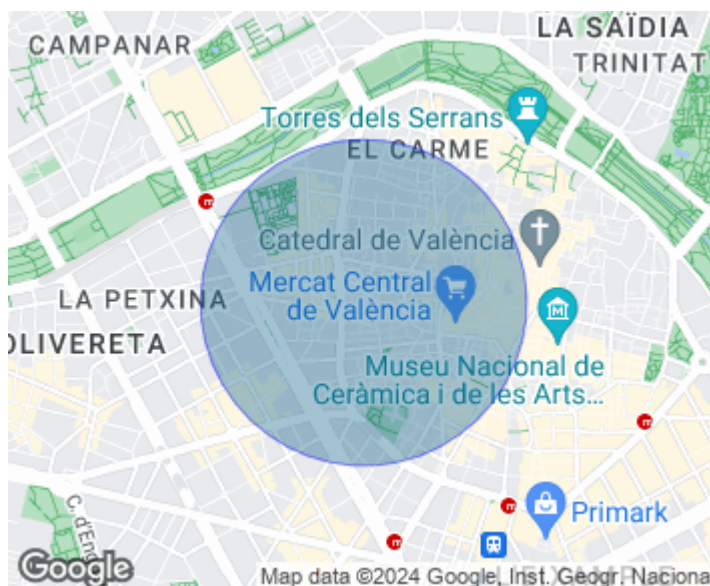 LA SAÏDIA
CAMPANAR
TRINITAT
Torres dels Serrans
EL CARME
Catedral de València
Mercat Central
de València
LA PETXINA
OLIVERETA
Museu Nacional de
Ceràmica i de les Arts...
Primark
Google
Map data ©2024 Google, Inst. Geogr. Naciona